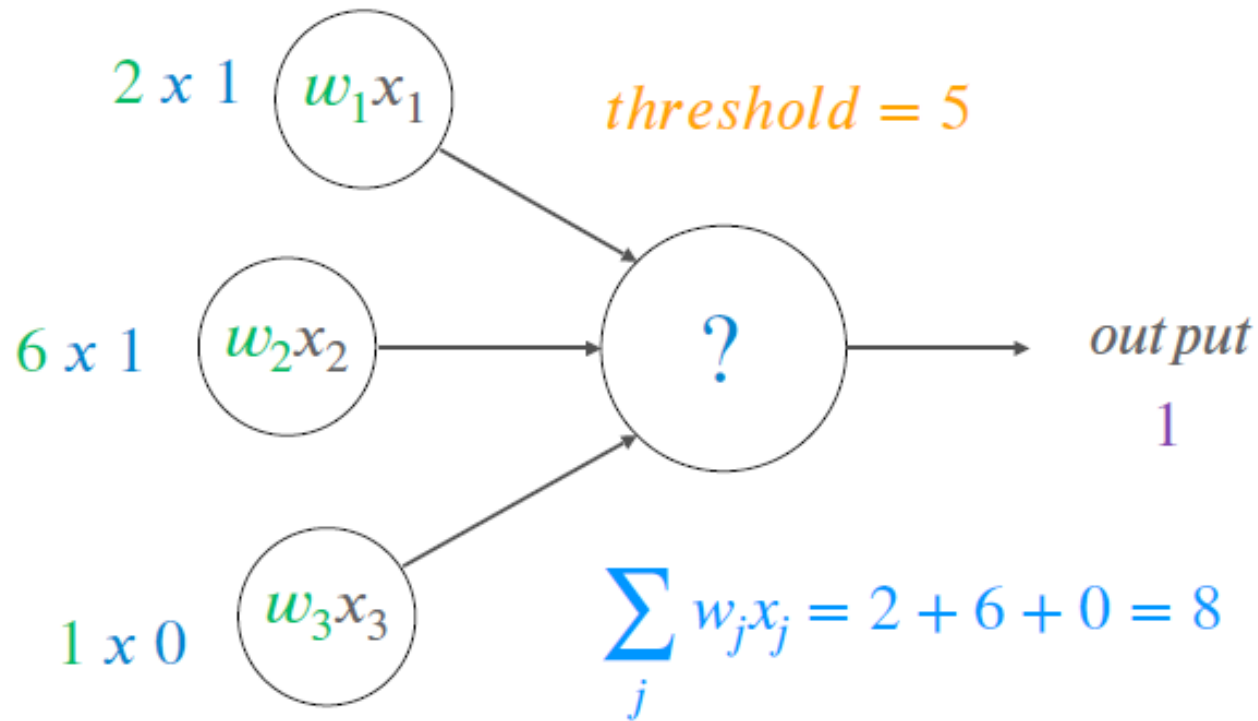 2 x 1
w₁x₁
threshold = 5
6 x 1
w₂x₂
?
output
1
1 x 0
w₃x₃
∑ⱼ wⱼxⱼ = 2 + 6 + 0 = 8